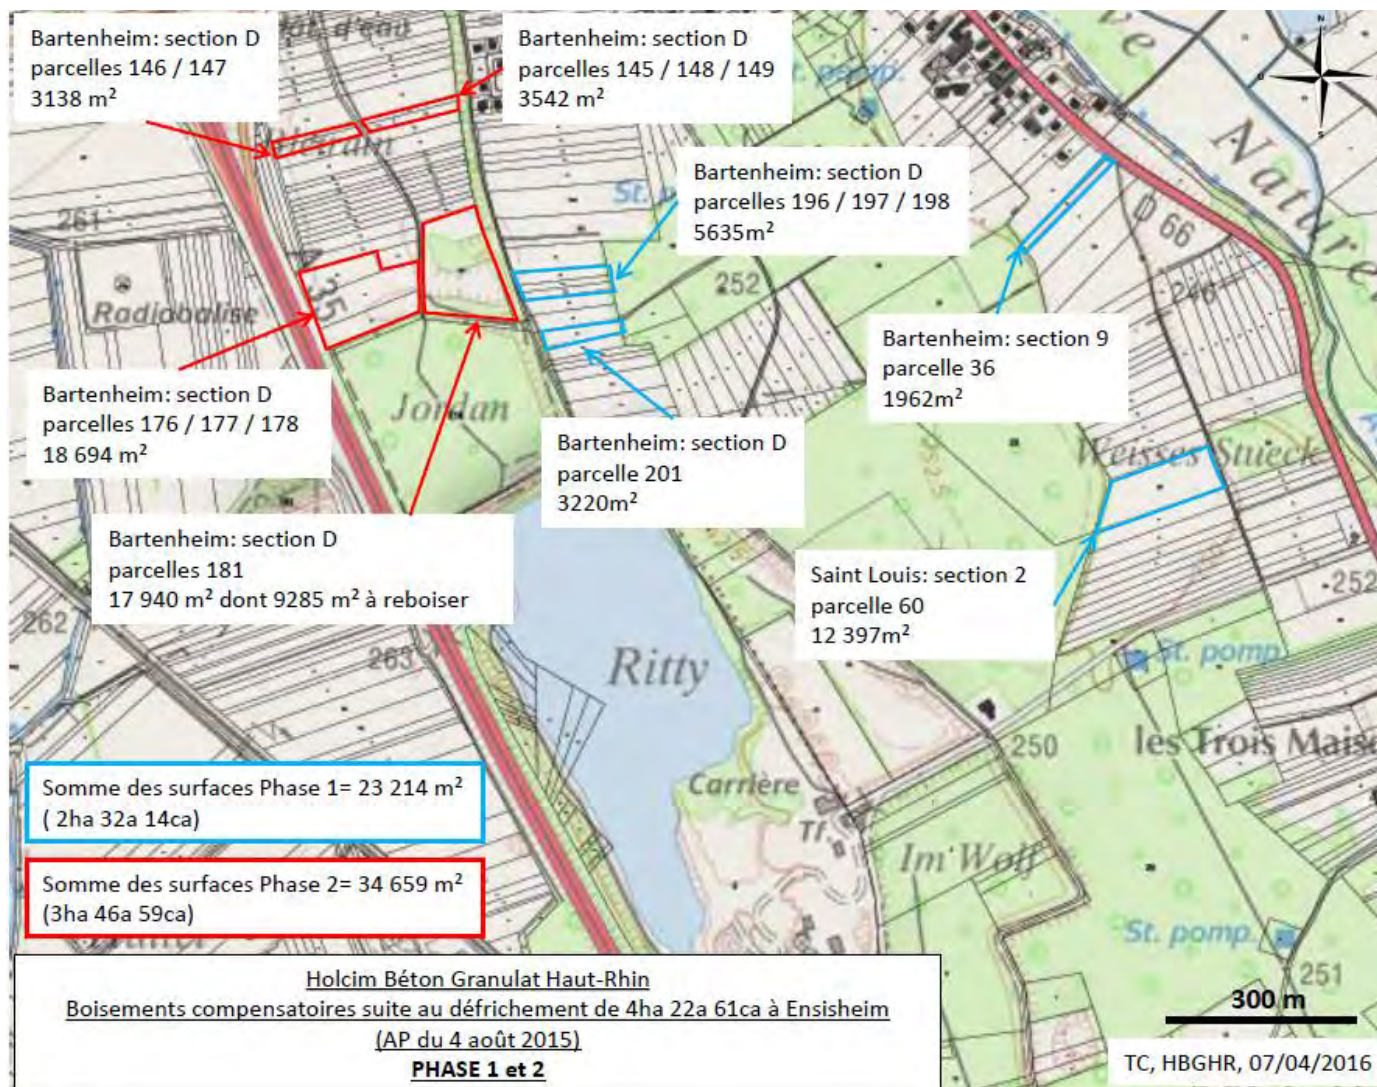 Bartenheim: section D
parcelles 146 / 147
3138 m²
Bartenheim: section D
parcelles 145 / 148 / 149
3542 m²
d'eau
St. pomp.
Bartenheim: section D
parcelles 196 / 197 / 198
5635m²
261
Radiobalise
A 35
252
D 66
246
Nature
Bartenheim: section D
parcelles 176 / 177 / 178
18 694 m²
Jordan
Bartenheim: section D
parcelle 201
3220m²
Bartenheim: section 9
parcelle 36
1962m²
Weisses Stueck
Bartenheim: section D
parcelles 181
17 940 m² dont 9285 m² à reboiser
Saint Louis: section 2
parcelle 60
12 397m²
262
263
252
Ritty
St. pomp.
250
les Trois Mais
Carrière
Tr.
Im Wolf
Somme des surfaces Phase 1= 23 214 m²
( 2ha 32a 14ca)
Somme des surfaces Phase 2= 34 659 m²
(3ha 46a 59ca)
St. pomp.
251
300 m
Holcim Béton Granulat Haut-Rhin
Boisements compensatoires suite au défrichement de 4ha 22a 61ca à Ensisheim
(AP du 4 août 2015)
PHASE 1 et 2
TC, HBGHR, 07/04/2016